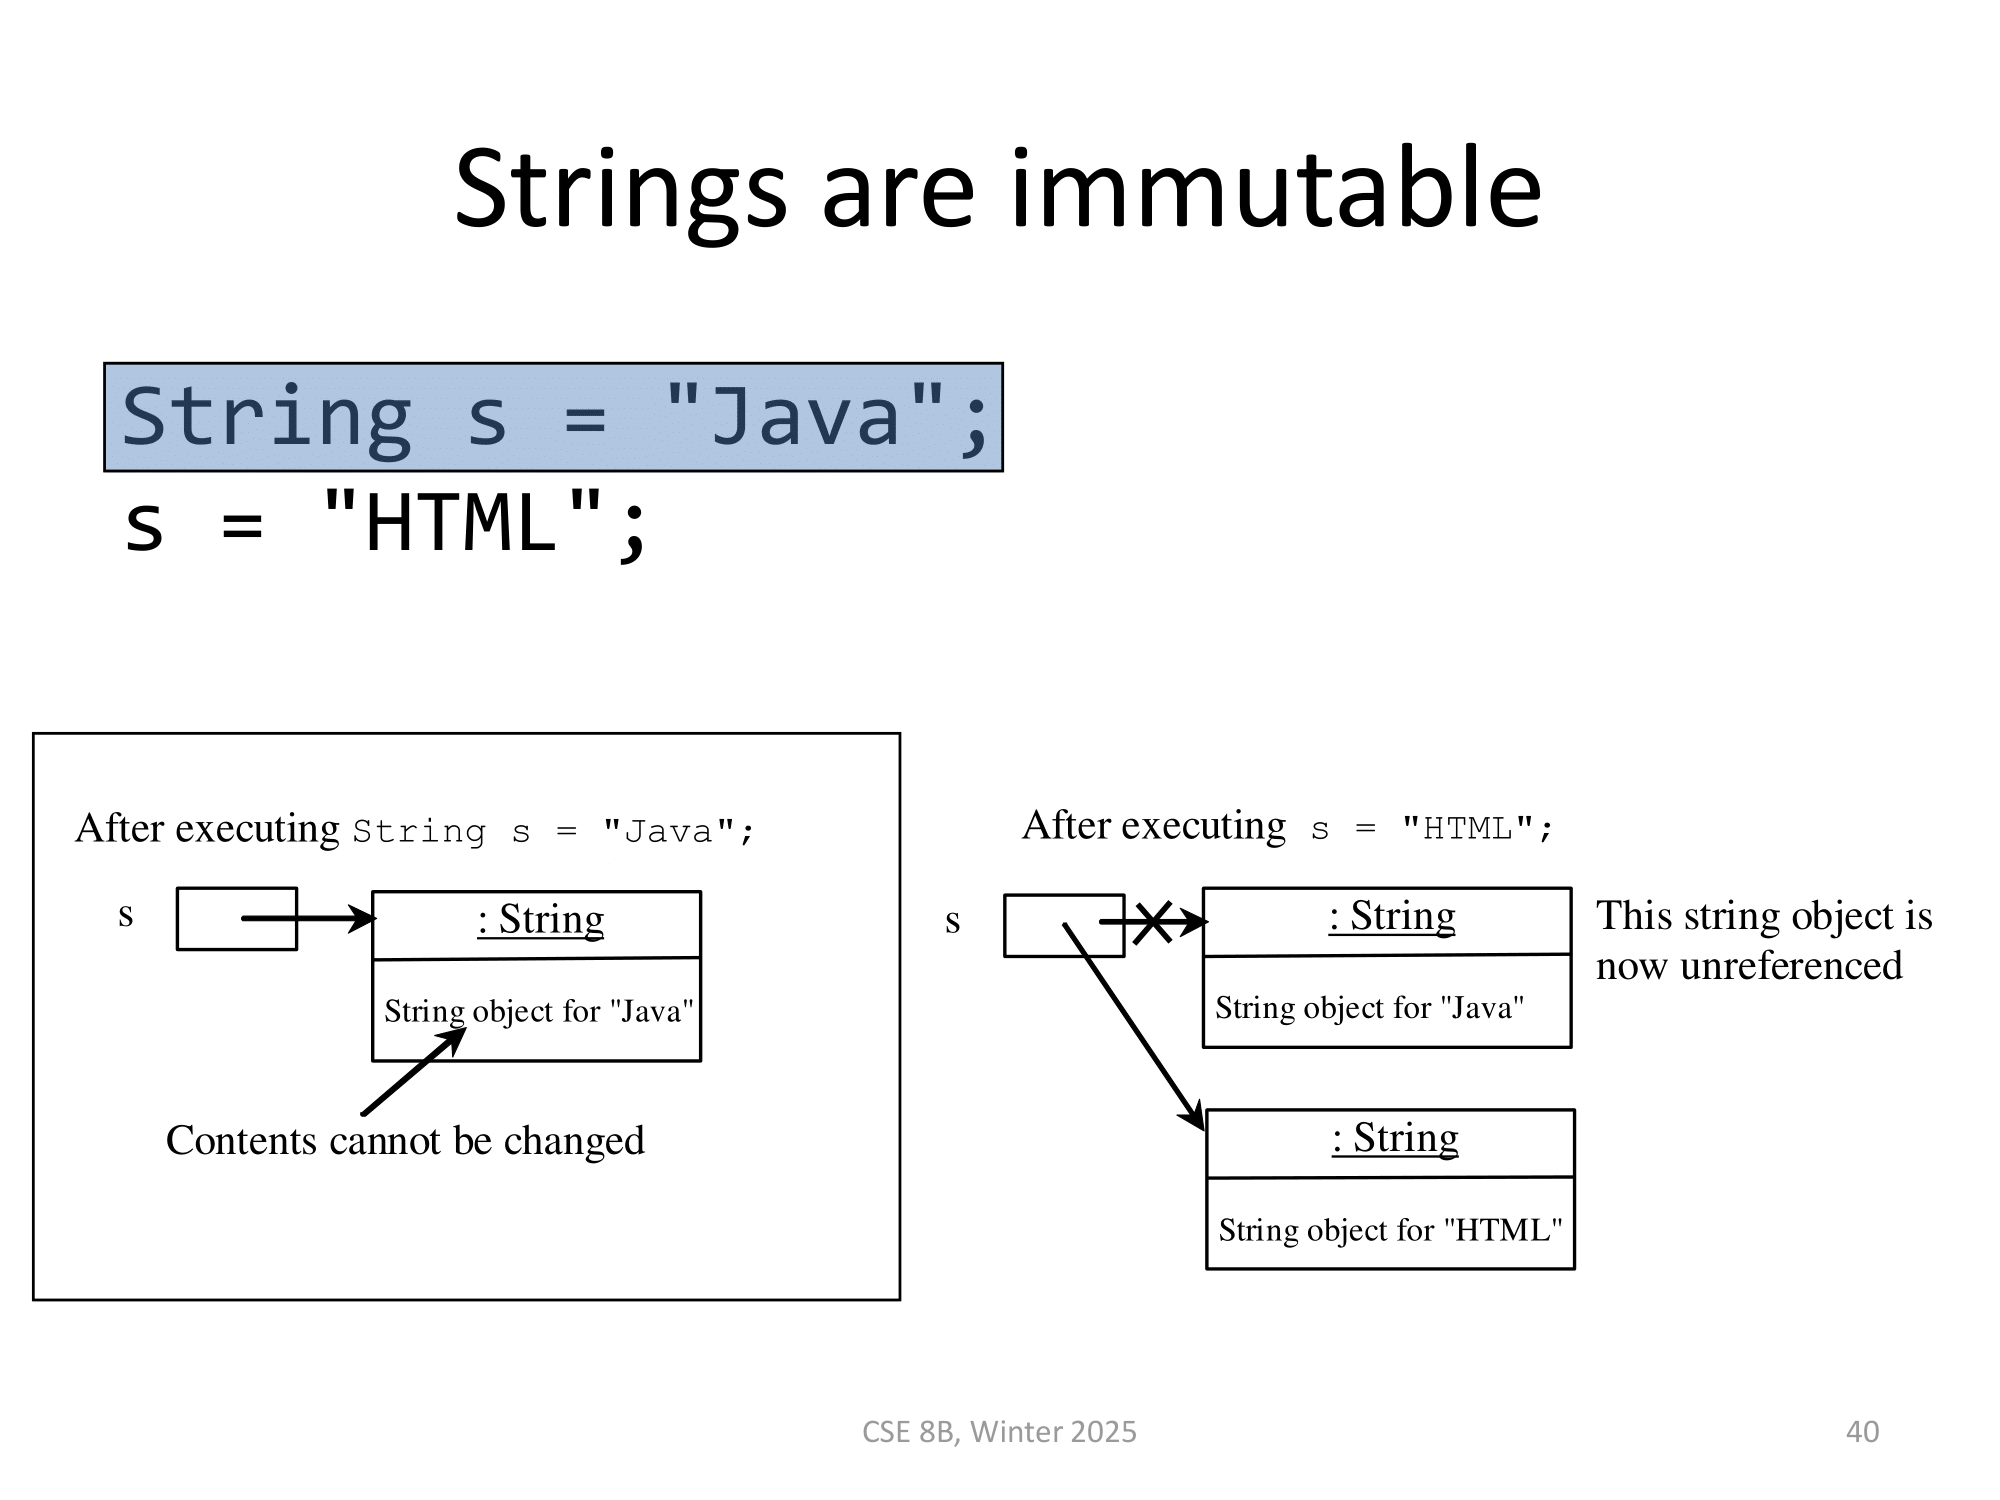 Strings are immutable
String s = "Java";
s = "HTML";
After executing String s = "Java";
s
: String
String object for "Java"
Contents cannot be changed
After executing s = "HTML";
s
: String
String object for "Java"
This string object is
now unreferenced
: String
String object for "HTML"
CSE 8B, Winter 2025
40